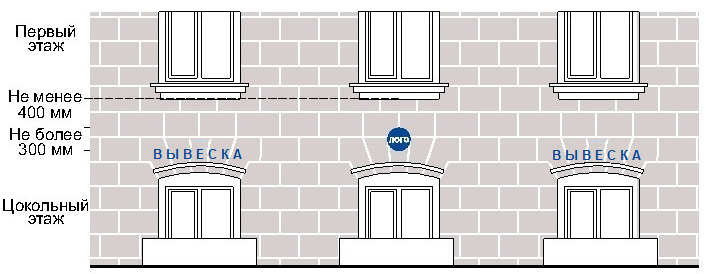 Первый
этаж
Не менее
400 мм
Не более
300 мм
лого
ВЫВЕСКА
ВЫВЕСКА
Цокольный
этаж